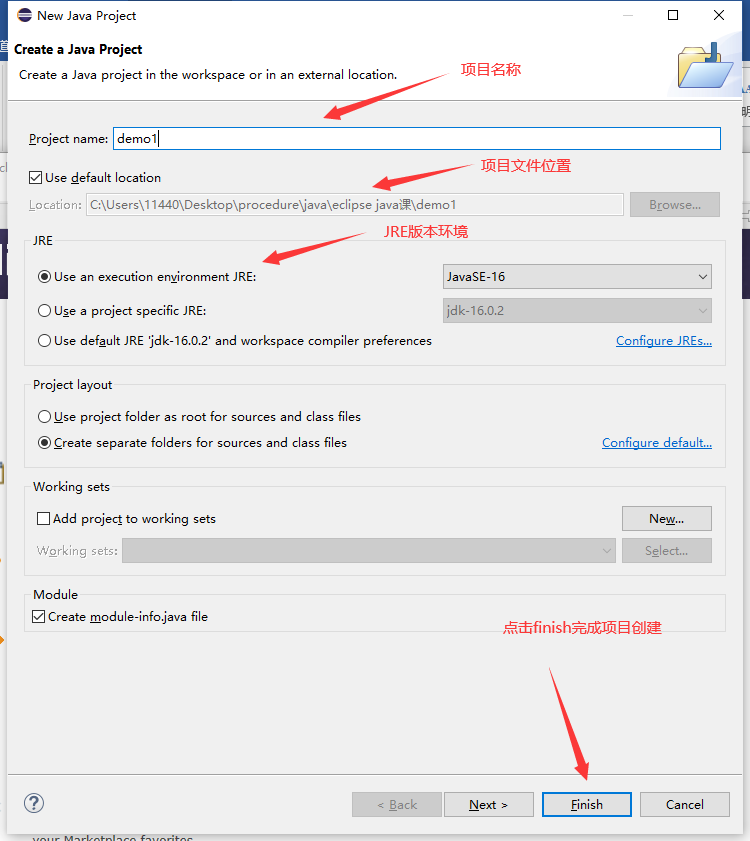 New Java Project
Create a Java Project
Create a Java project in the workspace or in an external location.
项目名称
Project name: demo1
项目文件位置
Use default location
Location: C:\Users\11440\Desktop\procedure\java\eclipse java课\demo1 Browse...
JRE版本环境
JRE
Use an execution environment JRE: JavaSE-16
Use a project specific JRE: jdk-16.0.2
Use default JRE 'jdk-16.0.2' and workspace compiler preferences Configure JREs...
Project layout
Use project folder as root for sources and class files
Create separate folders for sources and class files Configure default...
Working sets
Add project to working sets New...
Working sets: Select...
Module
Create module-info.java file
点击finish完成项目创建
? < Back Next > Finish Cancel
your Marketplace favorites